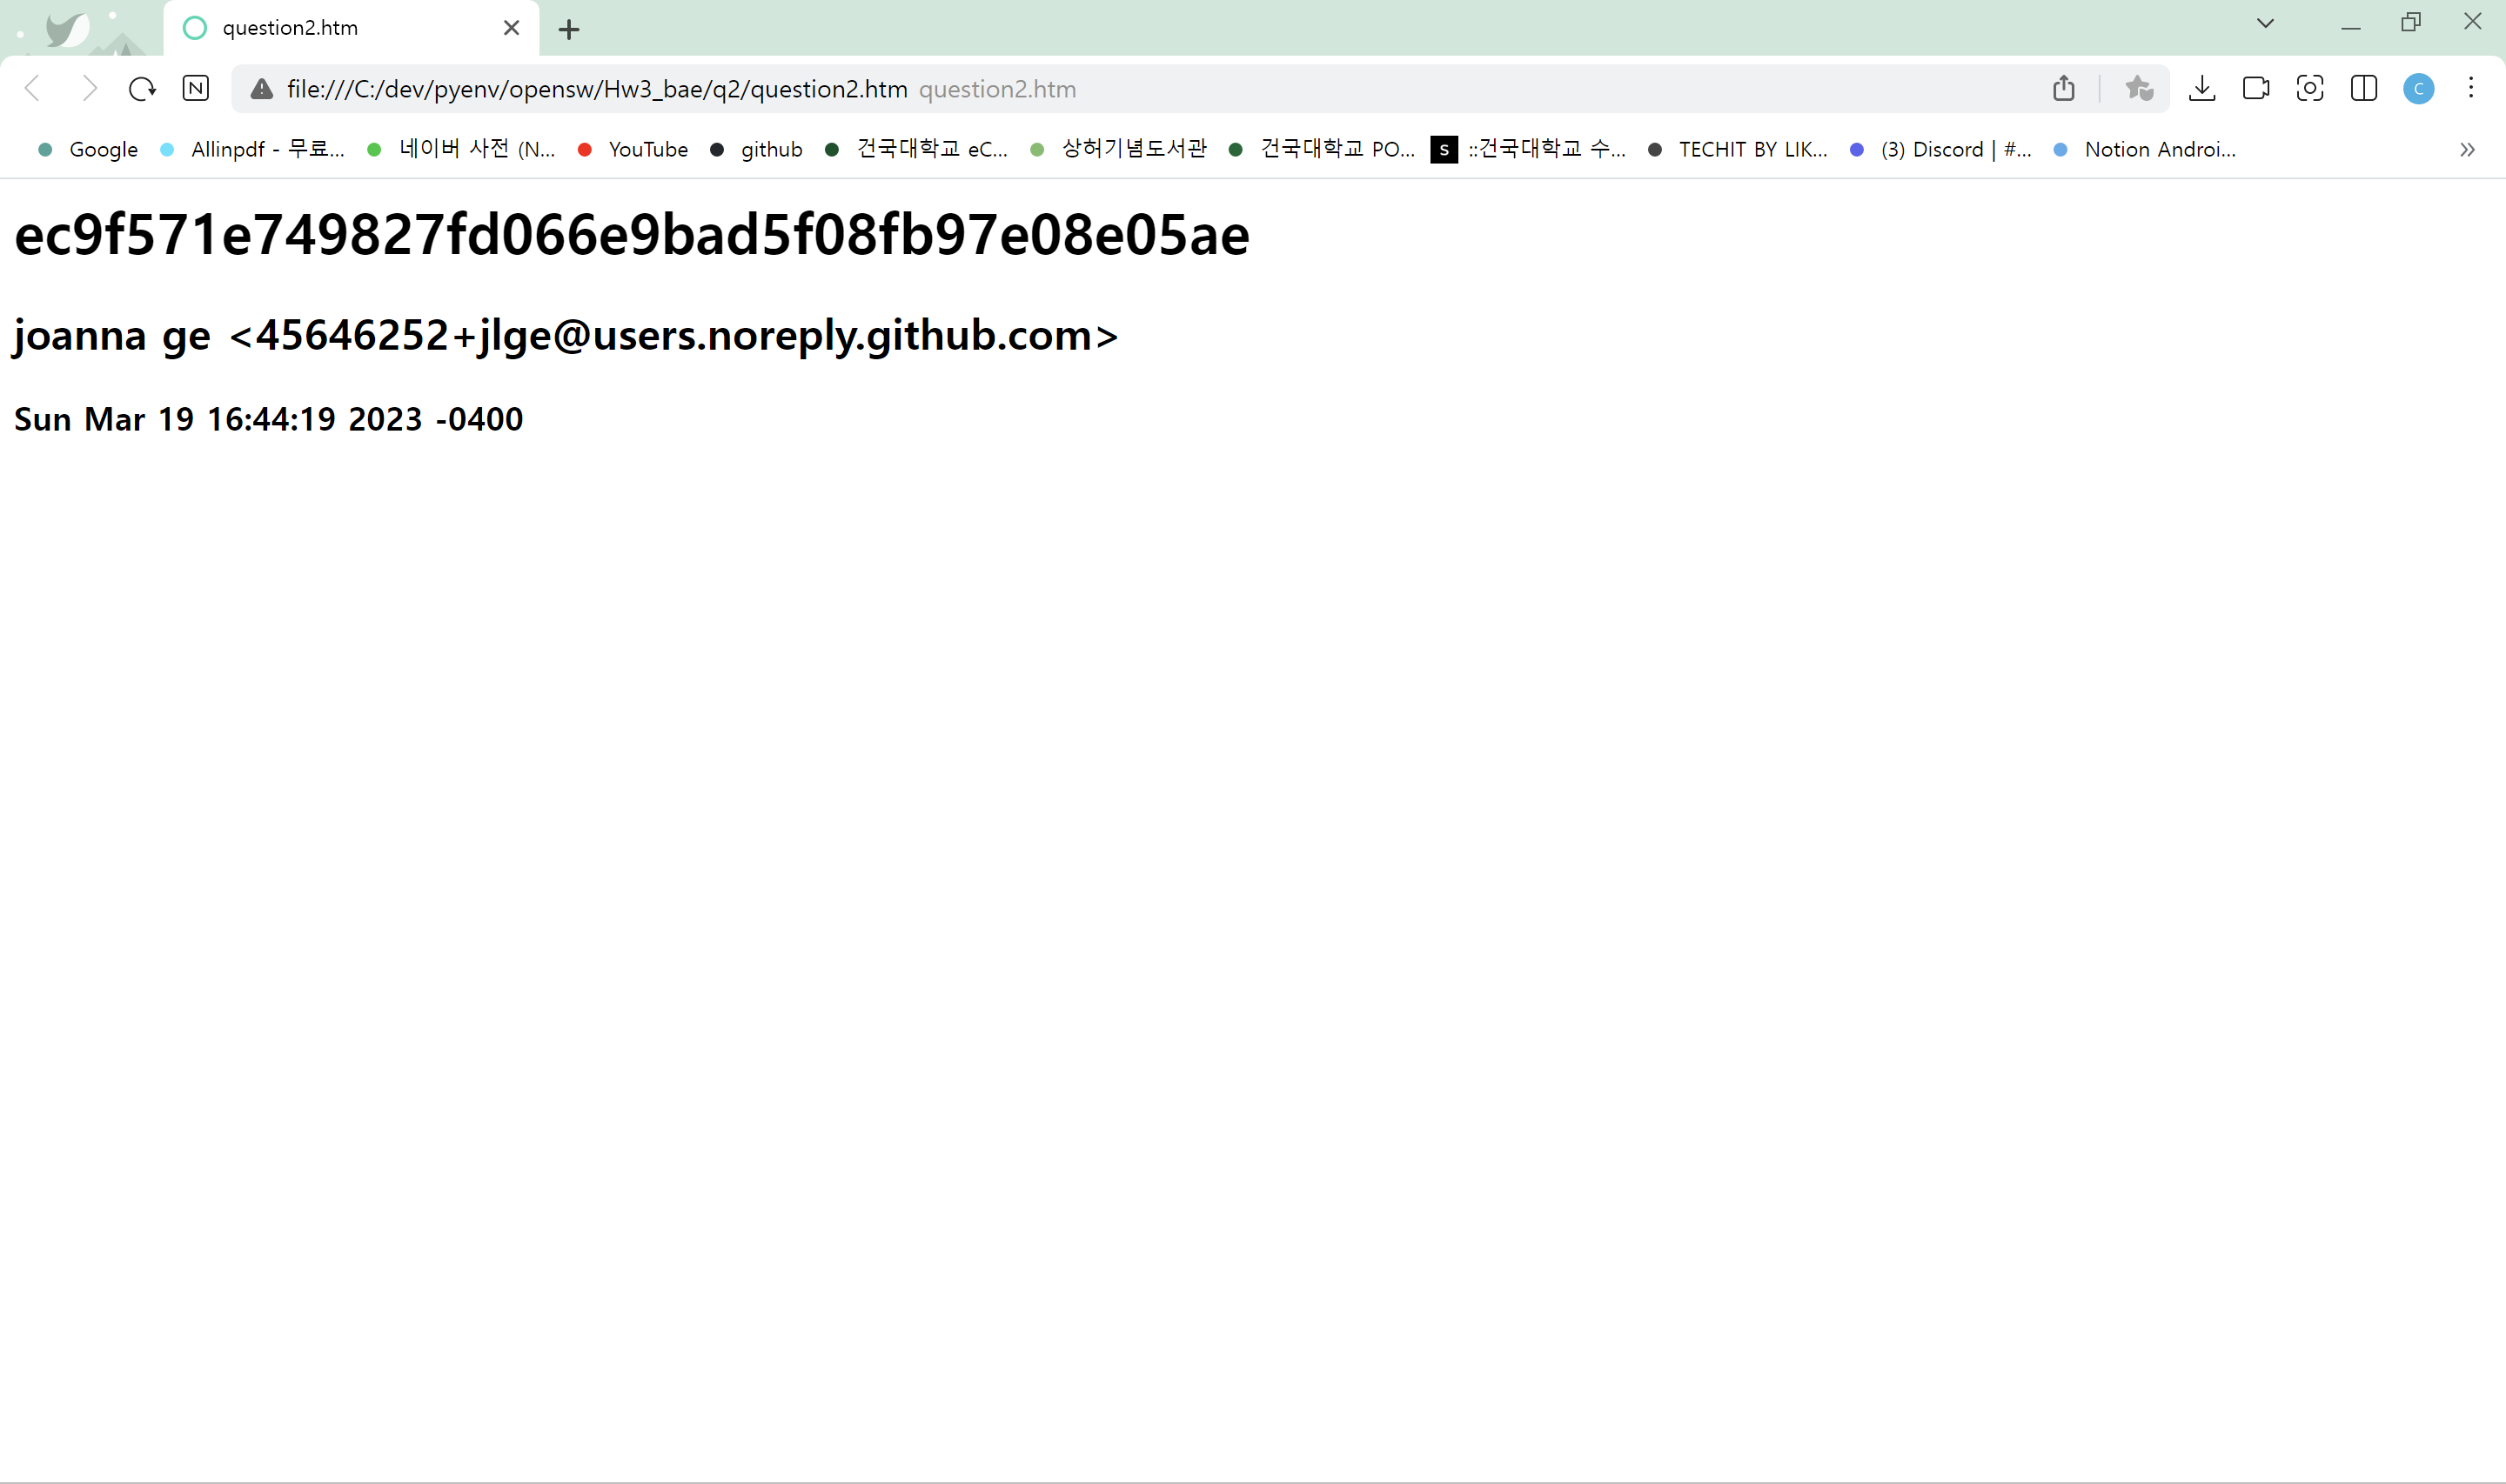 question2.htm
file:///C:/dev/pyenv/opensw/Hw3_bae/q2/question2.htm question2.htm
Google Allinpdf - 무료... 네이버 사전 (N... YouTube github 건국대학교 eC... 상허기념도서관 건국대학교 PO... S ::건국대학교 수... TECHIT BY LIK... (3) Discord | #... Notion Androi...
ec9f571e749827fd066e9bad5f08fb97e08e05ae
joanna ge <45646252+jlge@users.noreply.github.com>
Sun Mar 19 16:44:19 2023 -0400